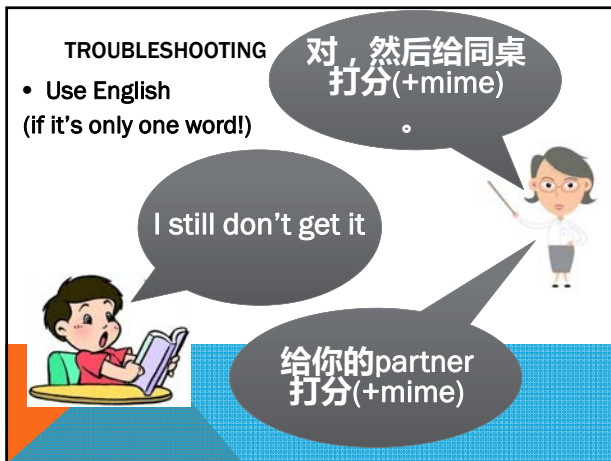 TROUBLESHOOTING
• Use English
(if it's only one word!)
对，然后给同桌
打分(+mime)
。
I still don't get it
给你的partner
打分(+mime)